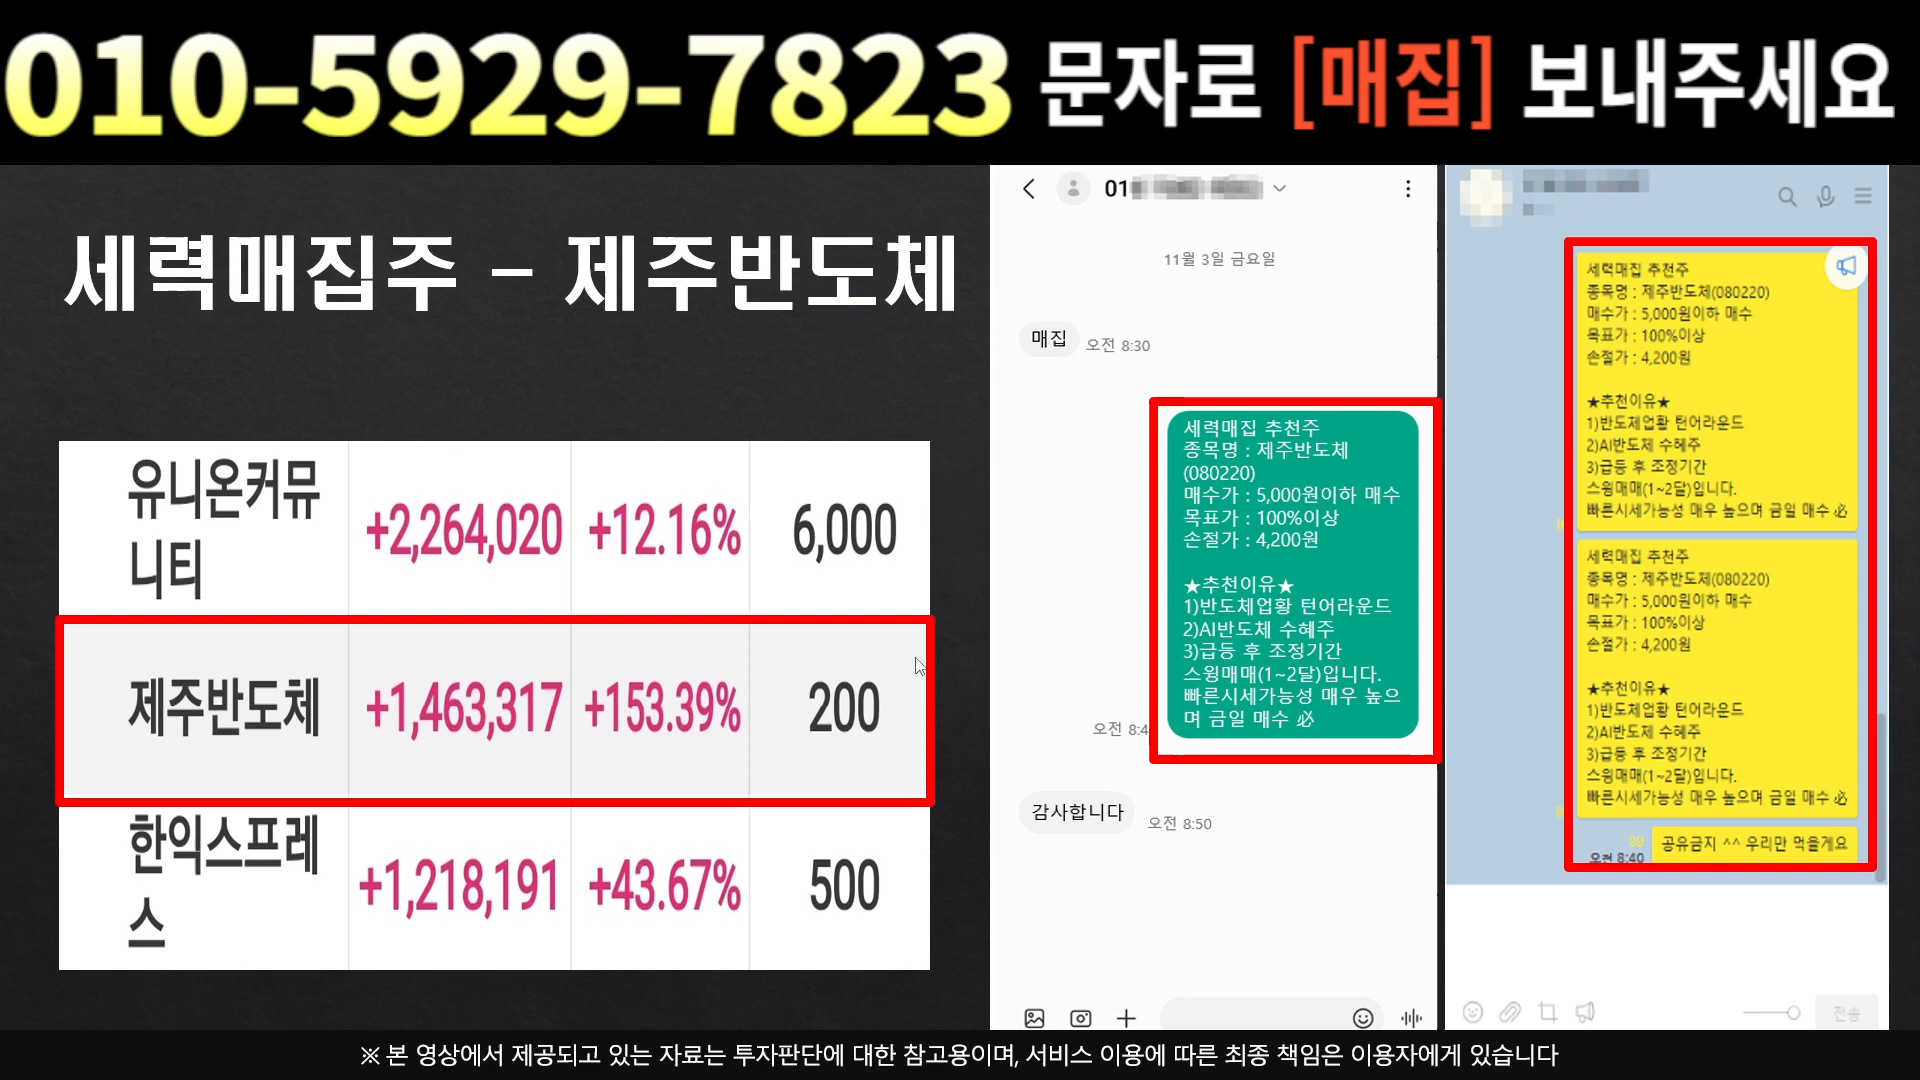 010-5929-7823 문자로 [매집] 보내주세요
세력매집주 - 제주반도체
유니온커뮤
니티
+2,264,020
+12.16%
6,000
제주반도체
+1,463,317
+153.39%
200
한익스프레
스
+1,218,191
+43.67%
500
01
11월 3일 금요일
매집
오전 8:30
세력매집 추천주
종목명 : 제주반도체
(080220)
매수가 : 5,000원이하 매수
목표가 : 100%이상
손절가 : 4,200원
★추천이유★
1)반도체업황 턴어라운드
2)AI반도체 수혜주
3)급등 후 조정기간
스윙매매(1~2달)입니다.
빠른시세가능성 매우 높으
며 금일 매수 必
오전 8:4
감사합니다
오전 8:50
세력매집 추천주
종목명 : 제주반도체(080220)
매수가 : 5,000원이하 매수
목표가 : 100%이상
손절가 : 4,200원
★추천이유★
1)반도체업황 턴어라운드
2)AI반도체 수혜주
3)급등 후 조정기간
스윙매매(1~2달)입니다.
빠른시세가능성 매우 높으며 금일 매수 必
세력매집 추천주
종목명 : 제주반도체(080220)
매수가 : 5,000원이하 매수
목표가 : 100%이상
손절가 : 4,200원
★추천이유★
1)반도체업황 턴어라운드
2)AI반도체 수혜주
3)급등 후 조정기간
스윙매매(1~2달)입니다.
빠른시세가능성 매우 높으며 금일 매수 必
공유금지 ^^ 우리만 먹을게요
오전 8:40
전송
※ 본 영상에서 제공되고 있는 자료는 투자판단에 대한 참고용이며, 서비스 이용에 따른 최종 책임은 이용자에게 있습니다